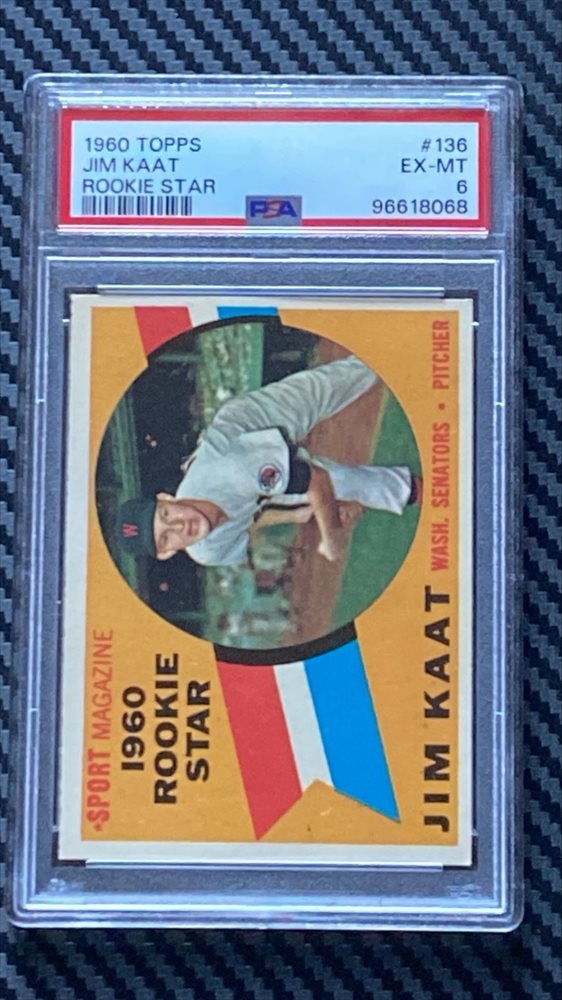 1960 TOPPS #136
JIM KAAT EX-MT
ROOKIE STAR 6
PSA 96618068
•SPORT MAGAZINE
1960
ROOKIE
STAR
W
JIM KAAT WASH. SENATORS • PITCHER